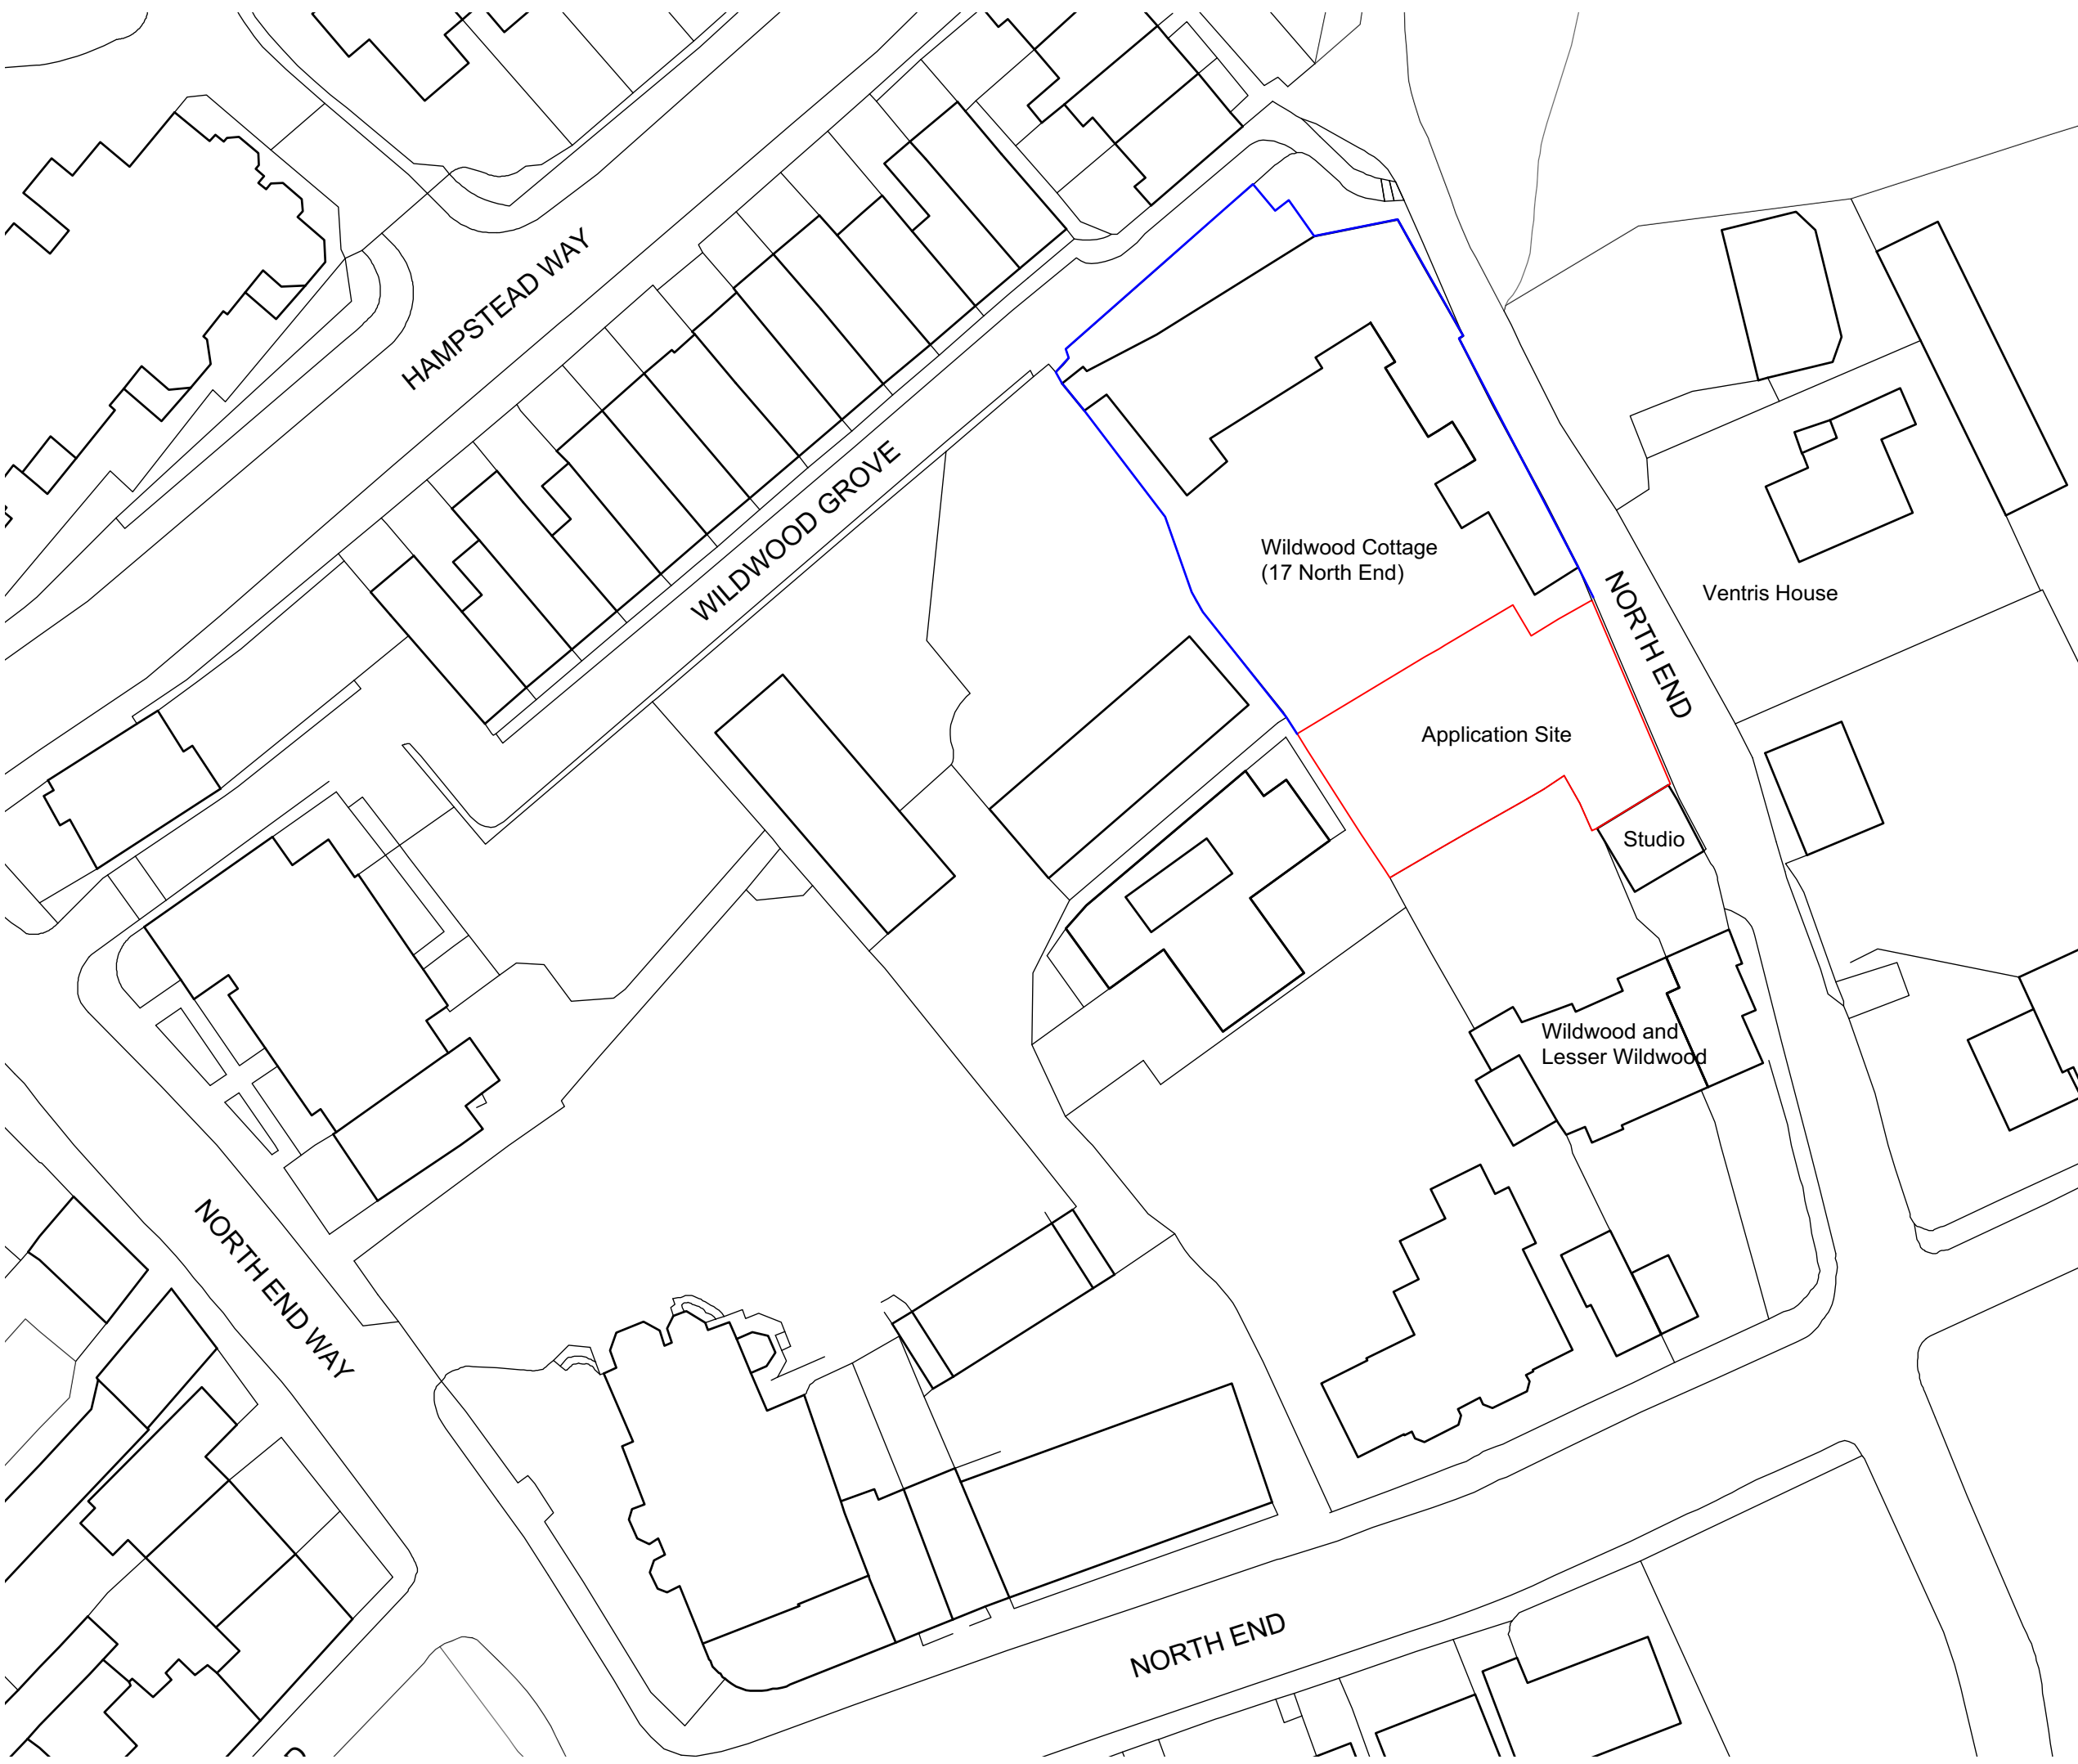 HAMPSTEAD WAY
WILDWOOD GROVE
Wildwood Cottage
(17 North End)
NORTH END
Ventris House
Application Site
Studio
Wildwood and
Lesser Wildwood
NORTH END WAY
NORTH END